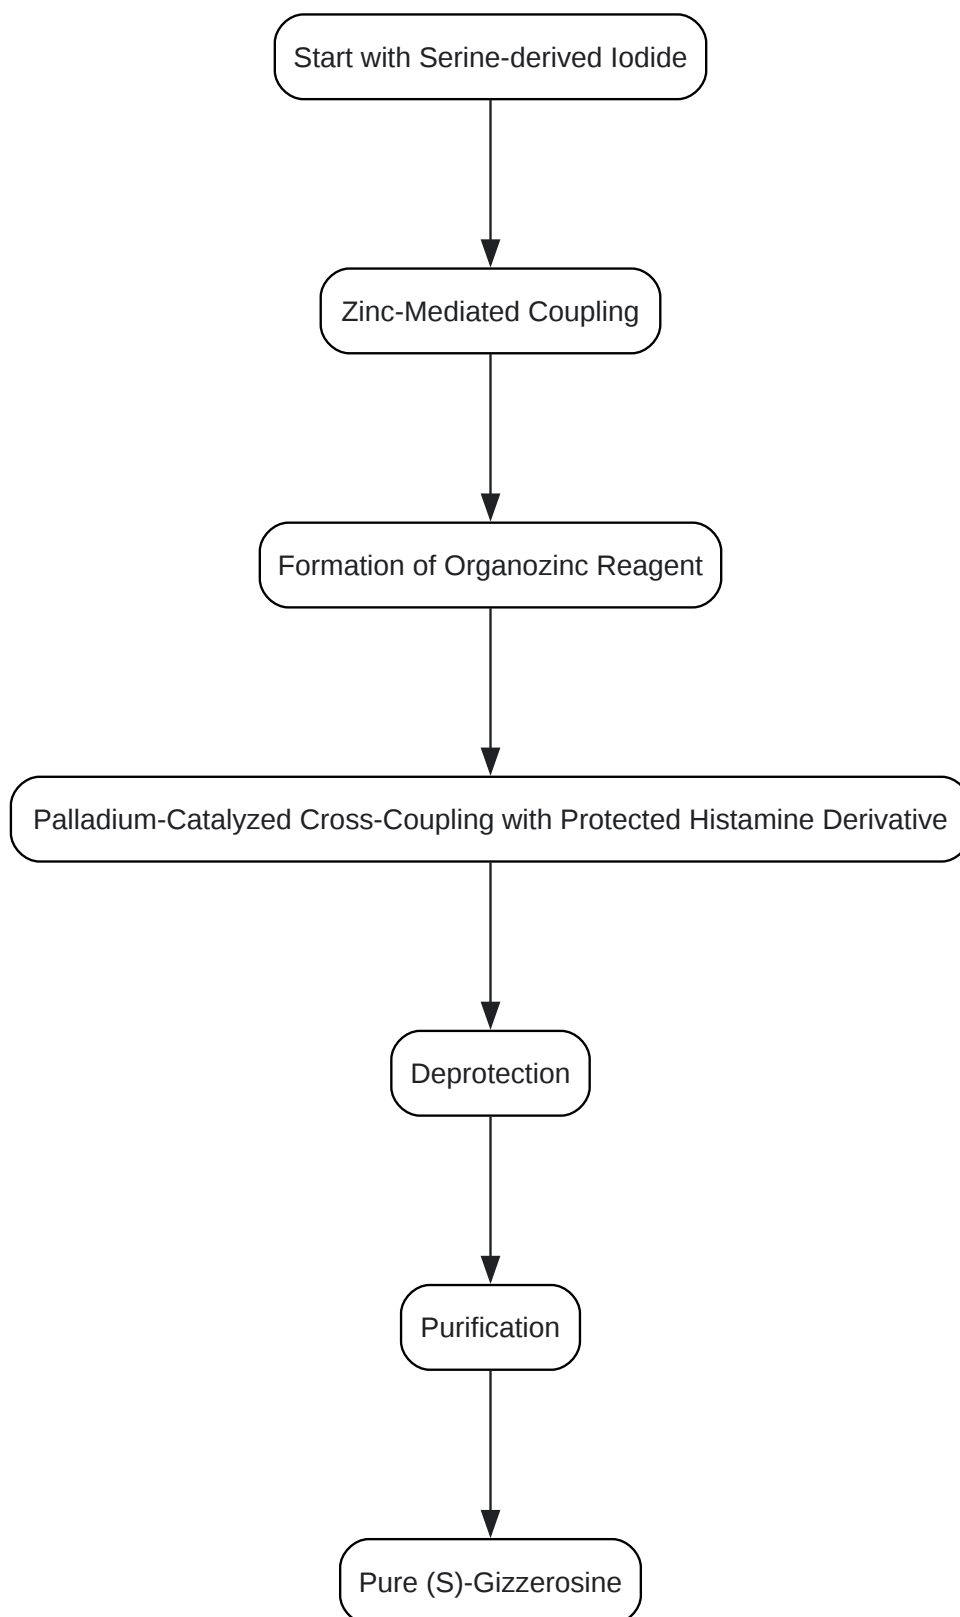 Start with Serine-derived Iodide
Zinc-Mediated Coupling
Formation of Organozinc Reagent
Palladium-Catalyzed Cross-Coupling with Protected Histamine Derivative
Deprotection
Purification
Pure (S)-Gizzerosine